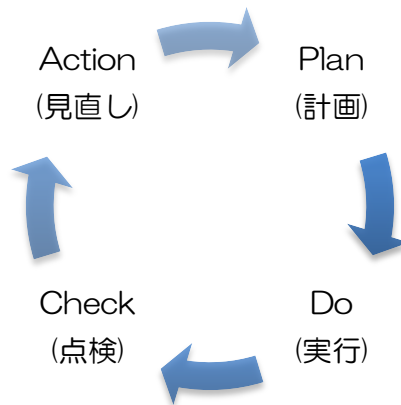 Action
(見直し)
Plan
(計画)
Check
(点検)
Do
(実行)